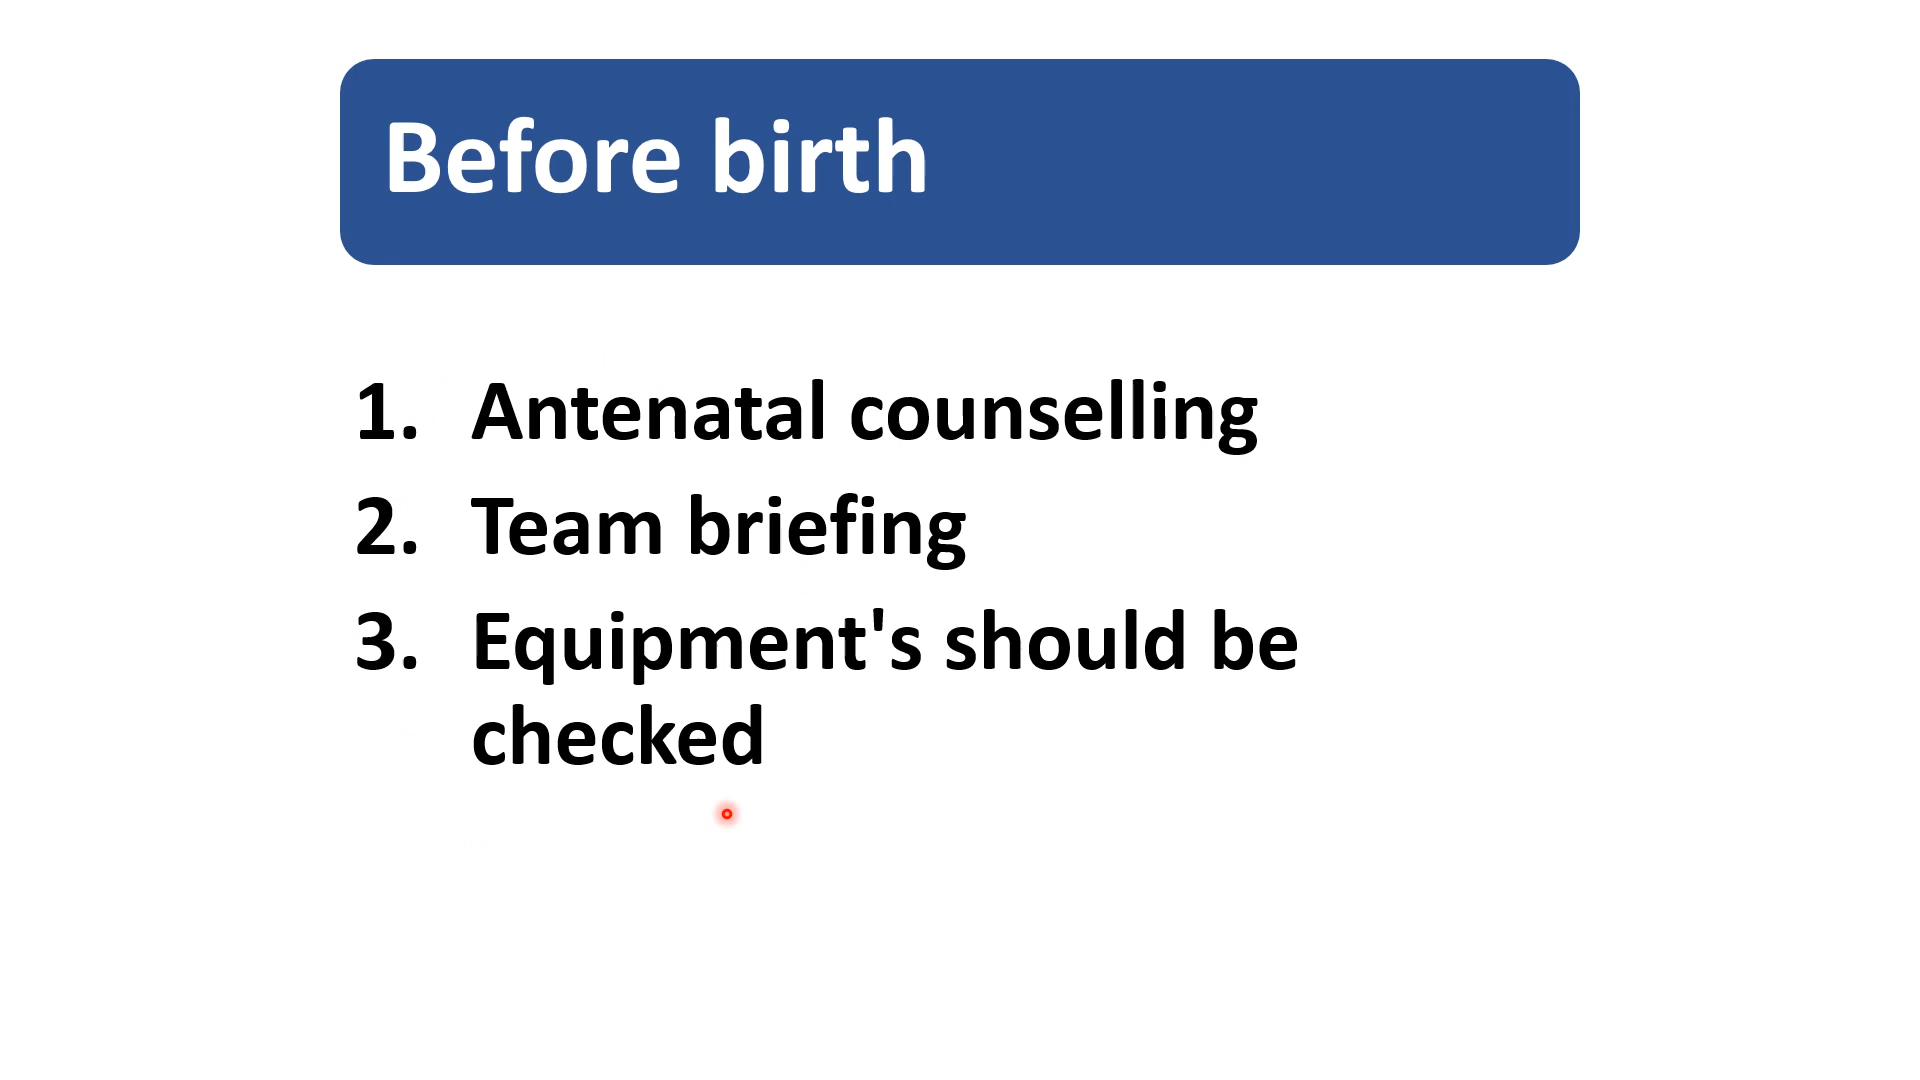 Before birth
1. Antenatal counselling
2. Team briefing
3. Equipment's should be
checked